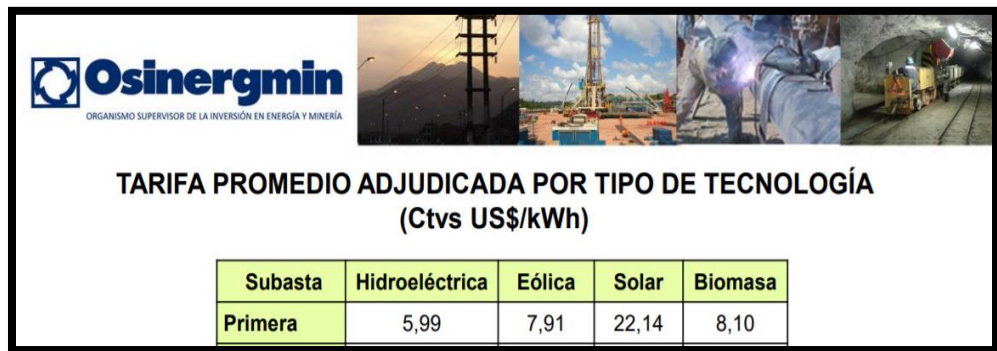 Osinergmin
ORGANISMO SUPERVISOR DE LA INVERSIÓN EN ENERGÍA Y MINERÍA
TARIFA PROMEDIO ADJUDICADA POR TIPO DE TECNOLOGÍA
(Ctvs US$/kWh)
Subasta Hidroeléctrica Eólica Solar Biomasa
Primera 5,99 7,91 22,14 8,10